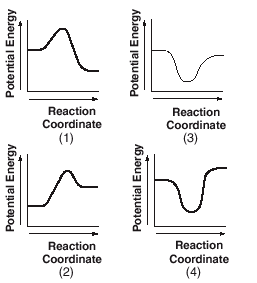 Potential Energy
Reaction
Coordinate
(1)
Potential Energy
Reaction
Coordinate
(3)
Potential Energy
Reaction
Coordinate
(2)
Potential Energy
Reaction
Coordinate
(4)